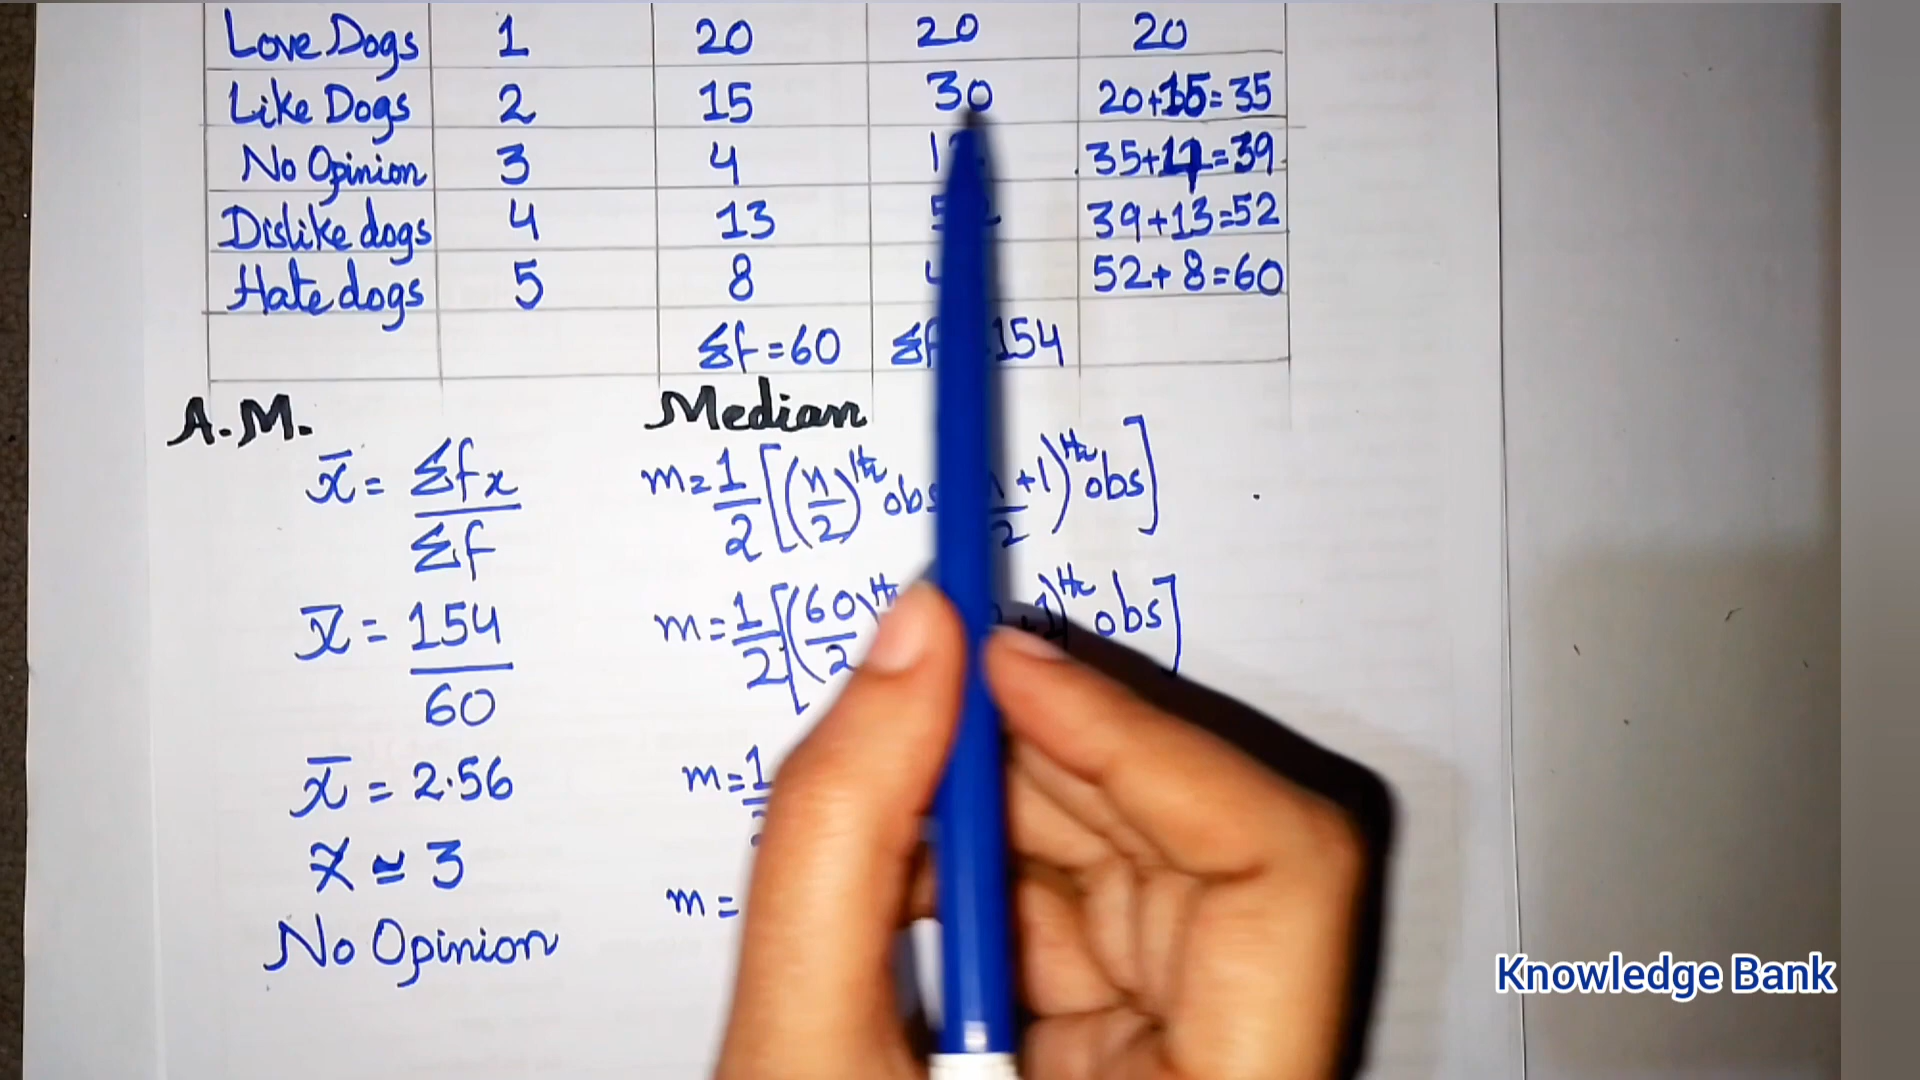 Love Dogs 1 20 20 20
Like Dogs 2 15 30 20+15=35
No Opinion 3 4 35+4=39
Dislike dogs 4 13 39+13=52
Hate dogs 5 8 52+8=60
Σf=60 154
A.M. Median
x̄ = Σfx / Σf
m = 1/2 [(n/2)th obs +1)th obs]
x̄ = 154/60
m = 1/2 [(60/2)th +1)th obs]
x̄ = 2.56
m = 1
x ≃ 3
m =
No Opinion
Knowledge Bank